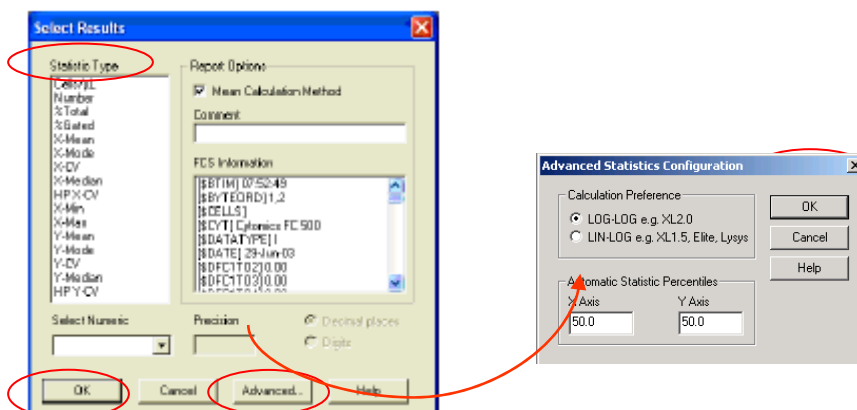 Select Results
Statistic Type
Cells/µL
Number
%Total
%Gated
X-Mean
X-Mode
X-CV
X-Median
HP X-CV
X-Min
X-Max
Y-Mean
Y-Mode
Y-CV
Y-Median
HP Y-CV
Report Options
Mean Calculation Method
Comment
FCS Information
[$BTIM] 07:52:49
[$BYTEORD] 1,2
[$CELLS]
[$CYT] Cytomics FC 500
[$DATATYPE] I
[$DATE] 29-Jun-03
[$DFC1TO2] 0.00
[$DFC1TO3] 0.00
Select Numeric
Precision
Decimal places
Digits
OK
Cancel
Advanced...
Help
Advanced Statistics Configuration
Calculation Preference
LOG-LOG e.g. XL2.0
LIN-LOG e.g. XL1.5, Elite, Lysys
OK
Cancel
Help
Automatic Statistic Percentiles
X Axis
Y Axis
50.0
50.0